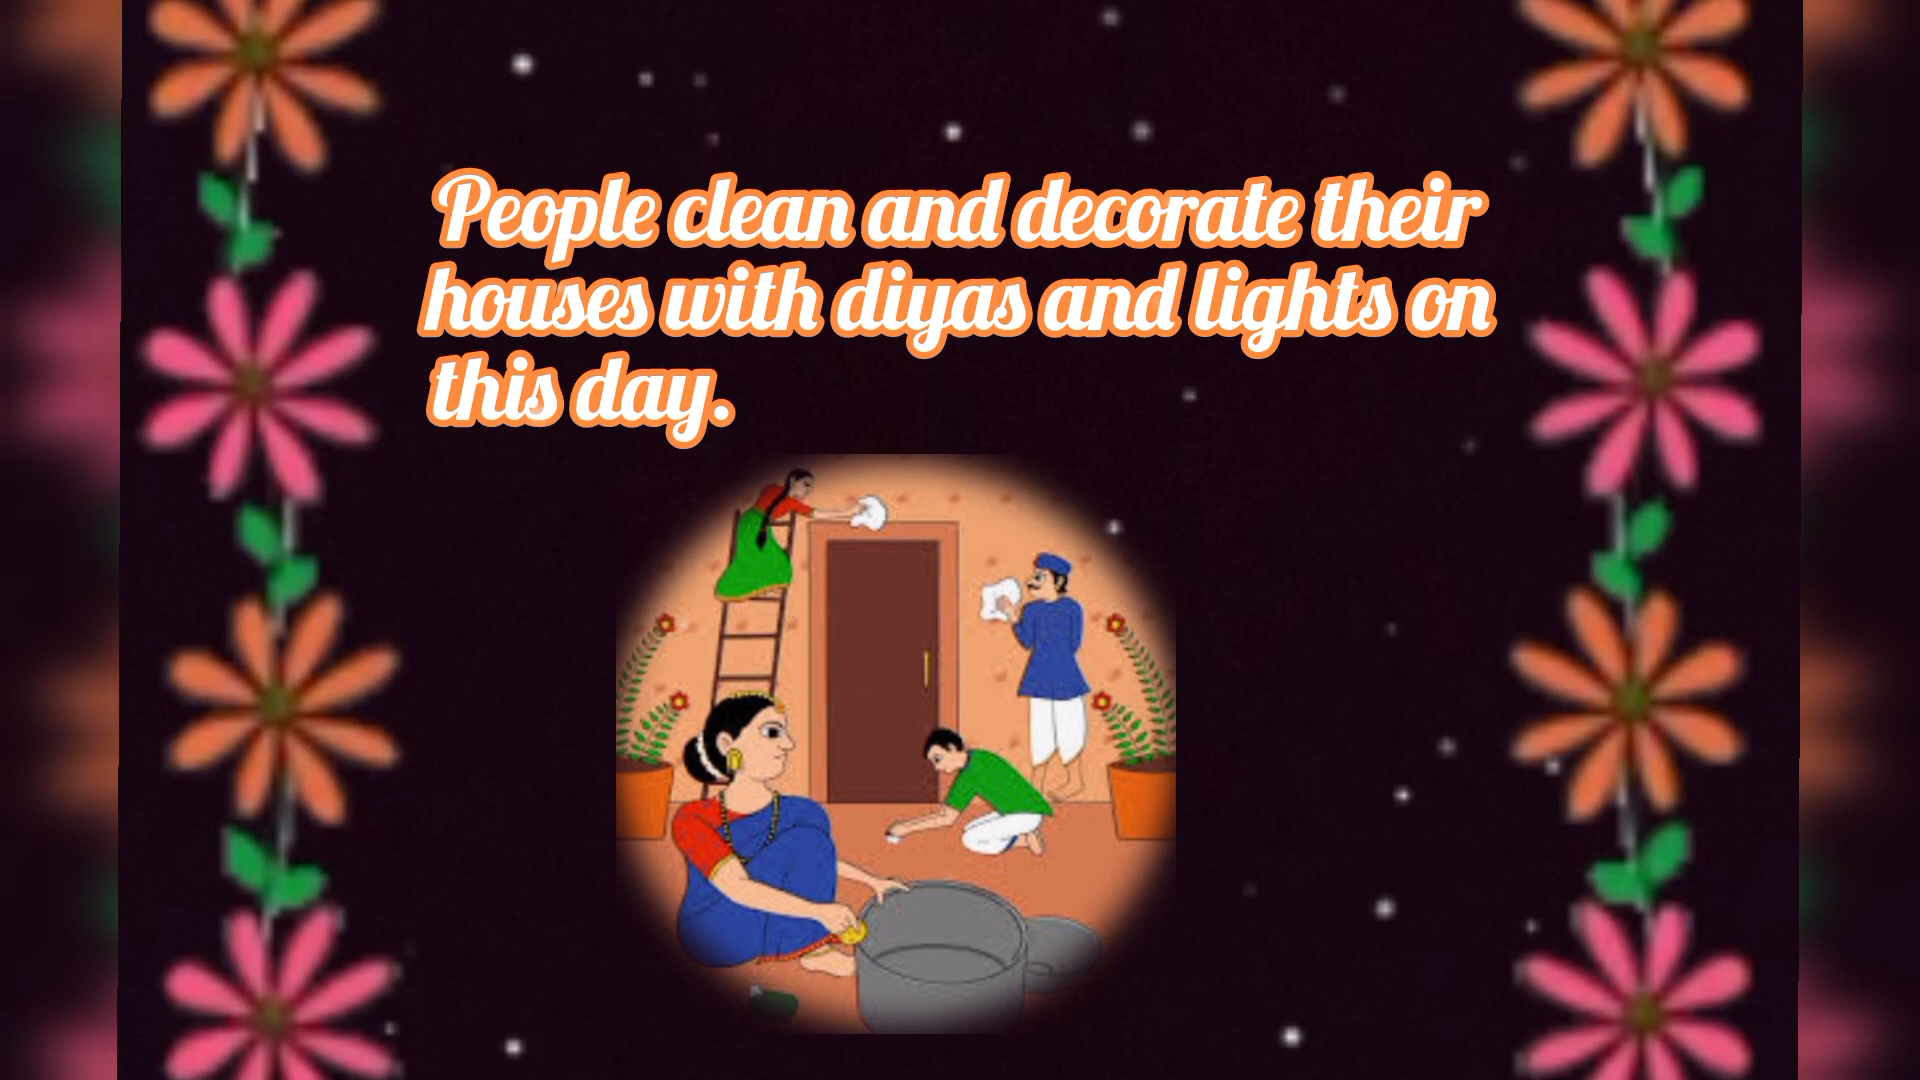 People clean and decorate their
houses with diyas and lights on
this day.